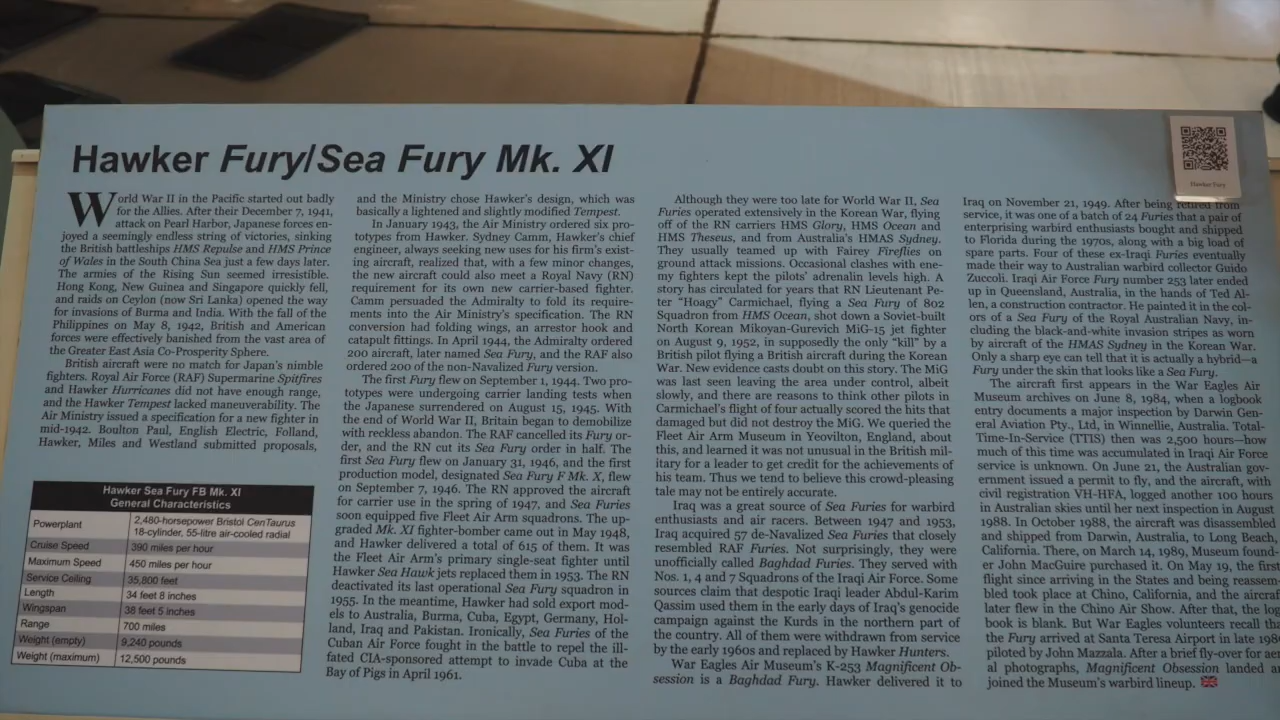 Hawker Fury/Sea Fury Mk. XI
World War II in the Pacific started out badly
for the Allies. After their December 7, 1941,
attack on Pearl Harbor, Japanese forces en-
joyed a seemingly endless string of victories, sinking
the British battleships HMS Repulse and HMS Prince
of Wales in the South China Sea just a few days later.
The armies of the Rising Sun seemed irresistible.
Hong Kong, New Guinea and Singapore quickly fell,
and raids on Ceylon (now Sri Lanka) opened the way
for invasions of Burma and India. With the fall of the
Philippines on May 8, 1942, British and American
forces were effectively banished from the vast area of
the Greater East Asia Co-Prosperity Sphere.
British aircraft were no match for Japan's nimble
fighters. Royal Air Force (RAF) Supermarine Spitfires
and Hawker Hurricanes did not have enough range,
and the Hawker Tempest lacked maneuverability. The
Air Ministry issued a specification for a new fighter in
mid-1942. Boulton Paul, English Electric, Folland,
Hawker, Miles and Westland submitted proposals,
Hawker Sea Fury FB Mk. XI
General Characteristics
Powerplant 2,480-horsepower Bristol CenTaurus
18-cylinder, 55-litre air-cooled radial
Cruise Speed 390 miles per hour
Maximum Speed 450 miles per hour
Service Ceiling 35,800 feet
Length 34 feet 8 inches
Wingspan 38 feet 5 inches
Range 700 miles
Weight (empty) 9,240 pounds
Weight (maximum) 12,500 pounds
and the Ministry chose Hawker's design, which was
basically a lightened and slightly modified Tempest.
In January 1943, the Air Ministry ordered six pro-
totypes from Hawker. Sydney Camm, Hawker's chief
engineer, always seeking new uses for his firm's exist-
ing aircraft, realized that, with a few minor changes,
the new aircraft could also meet a Royal Navy (RN)
requirement for its own new carrier-based fighter.
Camm persuaded the Admiralty to fold its require-
ments into the Air Ministry's specification. The RN
conversion had folding wings, an arrestor hook and
catapult fittings. In April 1944, the Admiralty ordered
200 aircraft, later named Sea Fury, and the RAF also
ordered 200 of the non-Navalized Fury version.
The first Fury flew on September 1, 1944. Two pro-
totypes were undergoing carrier landing tests when
the Japanese surrendered on August 15, 1945. With
the end of World War II, Britain began to demobilize
with reckless abandon. The RAF cancelled its Fury or-
der, and the RN cut its Sea Fury order in half. The
first Sea Fury flew on January 31, 1946, and the first
production model, designated Sea Fury F Mk. X, flew
on September 7, 1946. The RN approved the aircraft
for carrier use in the spring of 1947, and Sea Furies
soon equipped five Fleet Air Arm squadrons. The up-
graded Mk. XI fighter-bomber came out in May 1948,
and Hawker delivered a total of 615 of them. It was
the Fleet Air Arm's primary single-seat fighter until
Hawker Sea Hawk jets replaced them in 1953. The RN
deactivated its last operational Sea Fury squadron in
1955. In the meantime, Hawker had sold export mod-
els to Australia, Burma, Cuba, Egypt, Germany, Hol-
land, Iraq and Pakistan. Ironically, Sea Furies of the
Cuban Air Force fought in the battle to repel the ill-
fated CIA-sponsored attempt to invade Cuba at the
Bay of Pigs in April 1961.
Although they were too late for World War II, Sea
Furies operated extensively in the Korean War, flying
off of the RN carriers HMS Glory, HMS Ocean and
HMS Theseus, and from Australia's HMAS Sydney.
They usually teamed up with Fairey Fireflies on
ground attack missions. Occasional clashes with ene-
my fighters kept the pilots' adrenalin levels high. A
story has circulated for years that RN Lieutenant Pe-
ter "Hoagy" Carmichael, flying a Sea Fury of 802
Squadron from HMS Ocean, shot down a Soviet-built
North Korean Mikoyan-Gurevich MiG-15 jet fighter
on August 9, 1952, in supposedly the only "kill" by a
British pilot flying a British aircraft during the Korean
War. New evidence casts doubt on this story. The MiG
was last seen leaving the area under control, albeit
slowly, and there are reasons to think other pilots in
Carmichael's flight of four actually scored the hits that
damaged but did not destroy the MiG. We queried the
Fleet Air Arm Museum in Yeovilton, England, about
this, and learned it was not unusual in the British mil-
itary for a leader to get credit for the achievements of
his team. Thus we tend to believe this crowd-pleasing
tale may not be entirely accurate.
Iraq was a great source of Sea Furies for warbird
enthusiasts and air racers. Between 1947 and 1953,
Iraq acquired 57 de-Navalized Sea Furies that closely
resembled RAF Furies. Not surprisingly, they were
unofficially called Baghdad Furies. They served with
Nos. 1, 4 and 7 Squadrons of the Iraqi Air Force. Some
sources claim that despotic Iraqi leader Abdul-Karim
Qassim used them in the early days of Iraq's genocide
campaign against the Kurds in the northern part of
the country. All of them were withdrawn from service
by the early 1960s and replaced by Hawker Hunters.
War Eagles Air Museum's K-253 Magnificent Ob-
session is a Baghdad Fury. Hawker delivered it to
Hawker Fury
Iraq on November 21, 1949. After being retired from
service, it was one of a batch of 24 Furies that a pair of
enterprising warbird enthusiasts bought and shipped
to Florida during the 1970s, along with a big load of
spare parts. Four of these ex-Iraqi Furies eventually
made their way to Australian warbird collector Guido
Zuccoli. Iraqi Air Force Fury number 253 later ended
up in Queensland, Australia, in the hands of Ted Al-
len, a construction contractor. He painted it in the col-
ors of a Sea Fury of the Royal Australian Navy, in-
cluding the black-and-white invasion stripes as worn
by aircraft of the HMAS Sydney in the Korean War.
Only a sharp eye can tell that it is actually a hybrid—a
Fury under the skin that looks like a Sea Fury.
The aircraft first appears in the War Eagles Air
Museum archives on June 8, 1984, when a logbook
entry documents a major inspection by Darwin Gen-
eral Aviation Pty., Ltd, in Winnellie, Australia. Total-
Time-In-Service (TTIS) then was 2,500 hours—how
much of this time was accumulated in Iraqi Air Force
service is unknown. On June 21, the Australian gov-
ernment issued a permit to fly, and the aircraft, with
civil registration VH-HFA, logged another 100 hours
in Australian skies until her next inspection in August
1988. In October 1988, the aircraft was disassembled
and shipped from Darwin, Australia, to Long Beach,
California. There, on March 14, 1989, Museum found-
er John MacGuire purchased it. On May 19, the first
flight since arriving in the States and being reassem
bled took place at Chino, California, and the aircraf
later flew in the Chino Air Show. After that, the log
book is blank. But War Eagles volunteers recall tha
the Fury arrived at Santa Teresa Airport in late 198
piloted by John Mazzala. After a brief fly-over for ae
al photographs, Magnificent Obsession landed a
joined the Museum's warbird lineup.